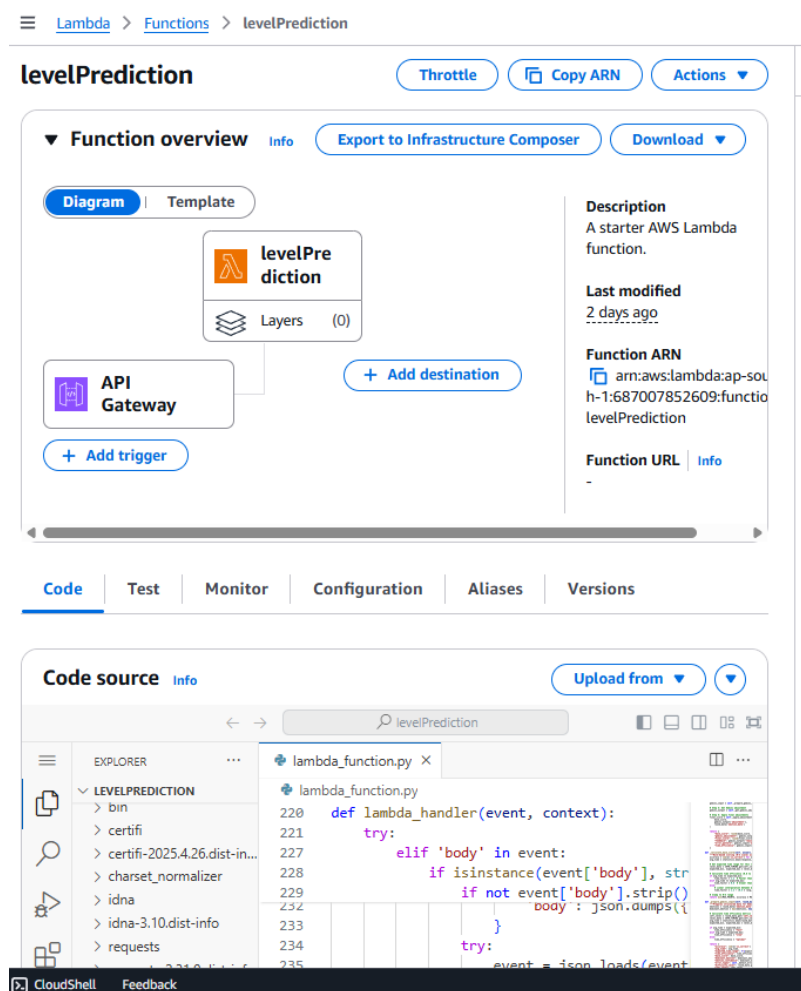 Lambda > Functions > levelPrediction
levelPrediction
Throttle
Copy ARN
Actions
Function overview Info
Export to Infrastructure Composer
Download
Diagram | Template
levelPre
diction
Layers (0)
API
Gateway
+ Add trigger
+ Add destination
Description
A starter AWS Lambda
function.
Last modified
2 days ago
Function ARN
arn:aws:lambda:ap-sou
h-1:687007852609:functio
levelPrediction
Function URL Info
-
Code Test Monitor Configuration Aliases Versions
Code source Info
Upload from
levelPrediction
EXPLORER ...
LEVELPREDICTION
> bin
> certifi
> certifi-2025.4.26.dist-in...
> charset_normalizer
> idna
> idna-3.10.dist-info
> requests
lambda_function.py ×
lambda_function.py
220 def lambda_handler(event, context):
221 try:
227 elif 'body' in event:
228 if isinstance(event['body'], str
229 if not event['body'].strip()
232 'body': json.dumps({
233 }
234 try:
235 event = json.loads(event
CloudShell Feedback